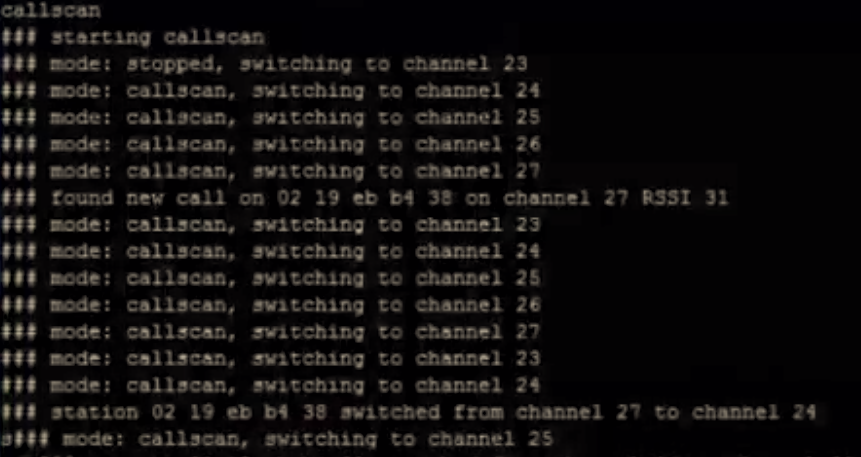 callscan
### starting callscan
### mode: stopped, switching to channel 23
### mode: callscan, switching to channel 24
### mode: callscan, switching to channel 25
### mode: callscan, switching to channel 26
### mode: callscan, switching to channel 27
### found new call on 02 19 eb b4 38 on channel 27 RSSI 31
### mode: callscan, switching to channel 23
### mode: callscan, switching to channel 24
### mode: callscan, switching to channel 25
### mode: callscan, switching to channel 26
### mode: callscan, switching to channel 27
### mode: callscan, switching to channel 23
### mode: callscan, switching to channel 24
### station 02 19 eb b4 38 switched from channel 27 to channel 24
s### mode: callscan, switching to channel 25